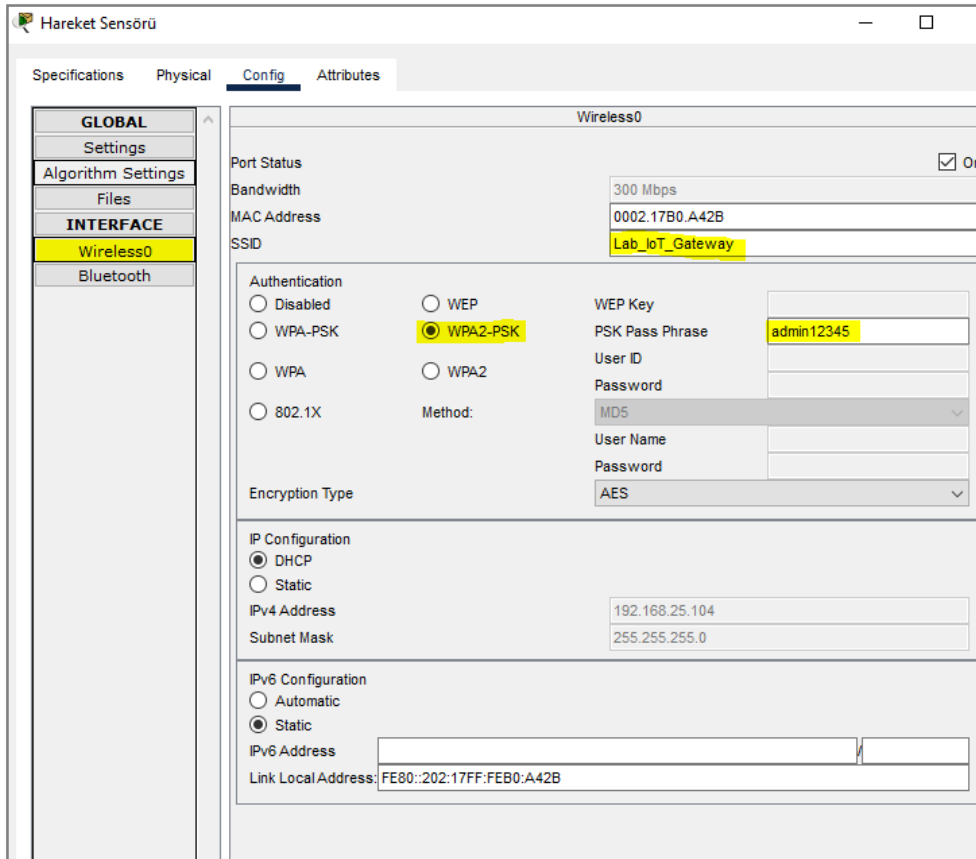 Hareket Sensörü
Specifications Physical Config Attributes
GLOBAL
Settings
Algorithm Settings
Files
INTERFACE
Wireless0
Bluetooth
Wireless0
Port Status
Bandwidth 300 Mbps
MAC Address 0002.17B0.A42B
SSID Lab_IoT_Gateway
Authentication
Disabled WEP WEP Key
WPA-PSK WPA2-PSK PSK Pass Phrase admin12345
User ID
WPA WPA2
Password
802.1X Method: MD5
User Name
Password
Encryption Type AES
IP Configuration
DHCP
Static
IPv4 Address 192.168.25.104
Subnet Mask 255.255.255.0
IPv6 Configuration
Automatic
Static
IPv6 Address /
Link Local Address: FE80::202:17FF:FEB0:A42B